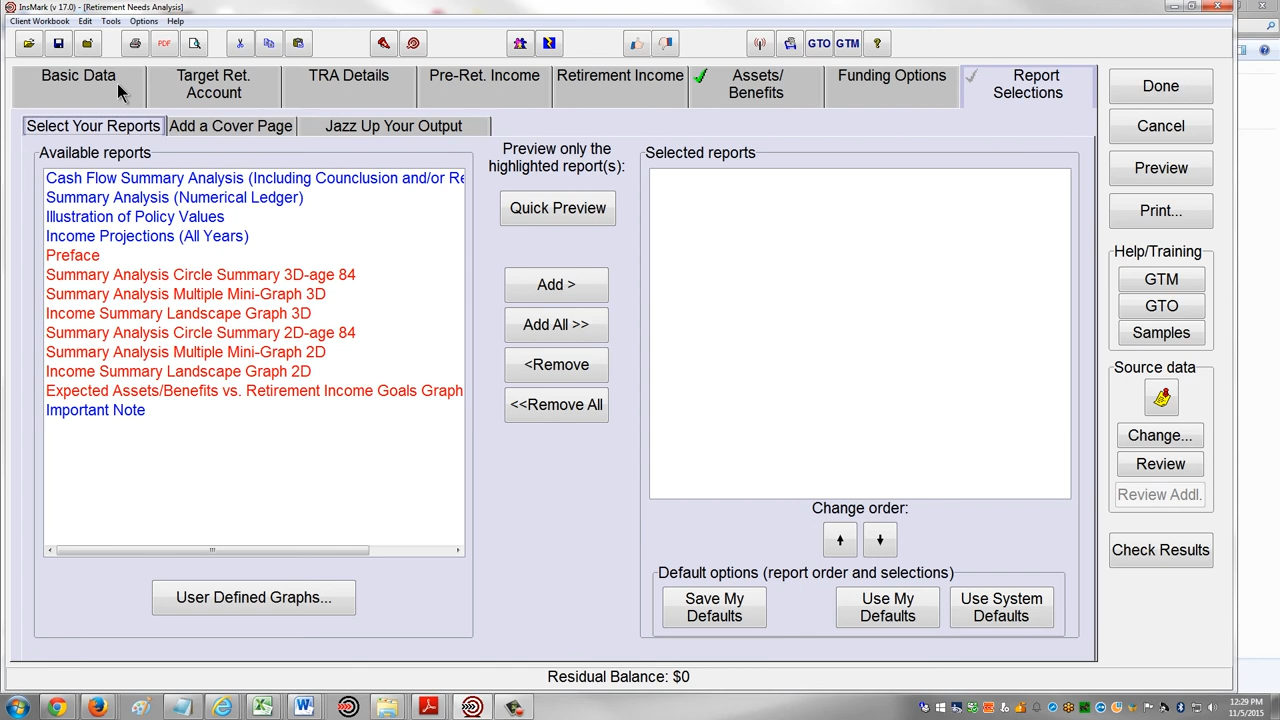 InsMark (v 17.0) - [Retirement Needs Analysis]
Client Workbook Edit Tools Options Help
PDF GTO GTM ?
Basic Data
Target Ret. Account
TRA Details
Pre-Ret. Income
Retirement Income
Assets/ Benefits
Funding Options
Report Selections
Select Your Reports
Add a Cover Page
Jazz Up Your Output
Available reports
Cash Flow Summary Analysis (Including Counclusion and/or Re
Summary Analysis (Numerical Ledger)
Illustration of Policy Values
Income Projections (All Years)
Preface
Summary Analysis Circle Summary 3D-age 84
Summary Analysis Multiple Mini-Graph 3D
Income Summary Landscape Graph 3D
Summary Analysis Circle Summary 2D-age 84
Summary Analysis Multiple Mini-Graph 2D
Income Summary Landscape Graph 2D
Expected Assets/Benefits vs. Retirement Income Goals Graph
Important Note
User Defined Graphs...
Preview only the
highlighted report(s):
Quick Preview
Add >
Add All >>
<Remove
<<Remove All
Selected reports
Change order:
Default options (report order and selections)
Save My
Defaults
Use My
Defaults
Use System
Defaults
Done
Cancel
Preview
Print...
Help/Training
GTM
GTO
Samples
Source data
Change...
Review
Review Addl.
Check Results
Residual Balance: $0
12:29 PM
11/5/2015